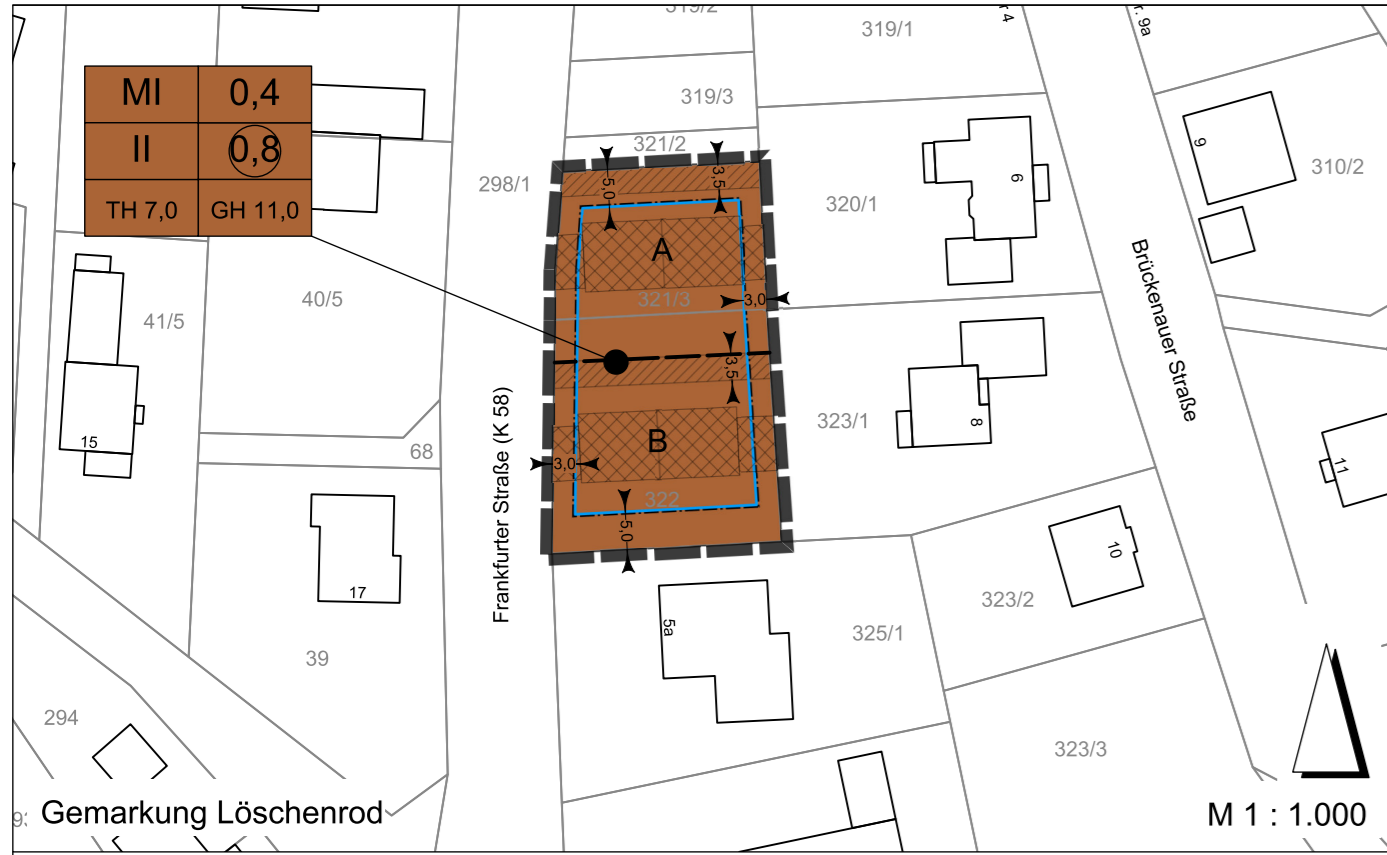 319/2
r 4
r. 9a
319/1
MI 0,4
II 0,8
TH 7,0 GH 11,0
319/3
321/2
298/1
5,0
3,5
6
9
310/2
320/1
A
40/5
41/5
321/3
3,0
Brückenauer Straße
3,5
Frankfurter Straße (K 58)
15
68
323/1
8
B
3,0
11
322
5,0
10
17
323/2
5a
325/1
39
294
323/3
Gemarkung Löschenrod
M 1 : 1.000